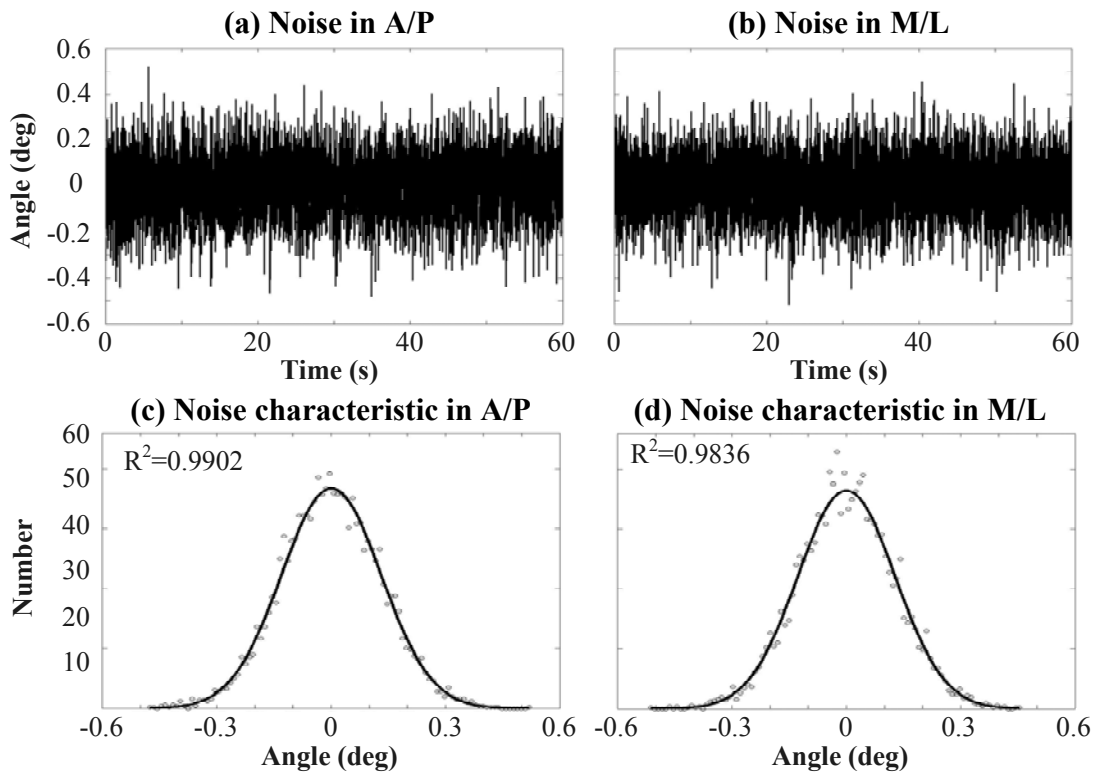 (a) Noise in A/P
(b) Noise in M/L
Angle (deg)
0.6
0.4
0.2
0
-0.2
-0.4
-0.6
0 20 40 60
Time (s)
0 20 40 60
Time (s)
(c) Noise characteristic in A/P
(d) Noise characteristic in M/L
Number
60
50
40
30
20
10
R²=0.9902
R²=0.9836
-0.6 -0.3 0 0.3 0.6
Angle (deg)
-0.6 -0.3 0 0.3 0.6
Angle (deg)